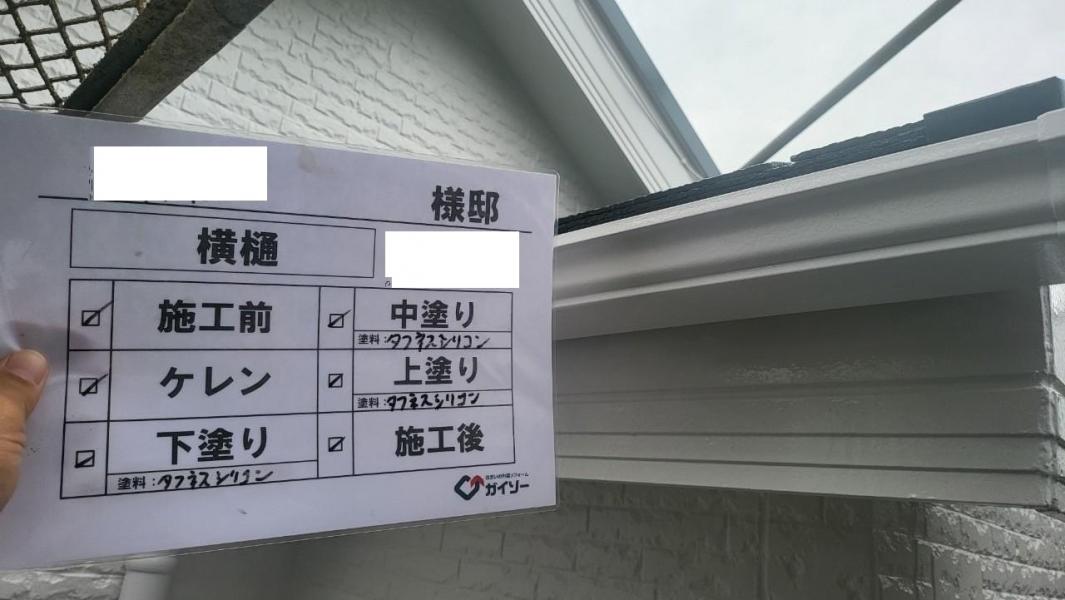 様邸
横樋
施工前
中塗り
塗料：タフネスシリコン
ケレン
上塗り
塗料：タフネスシリコン
下塗り
塗料：タフネスシリコン
施工後
ガイソー